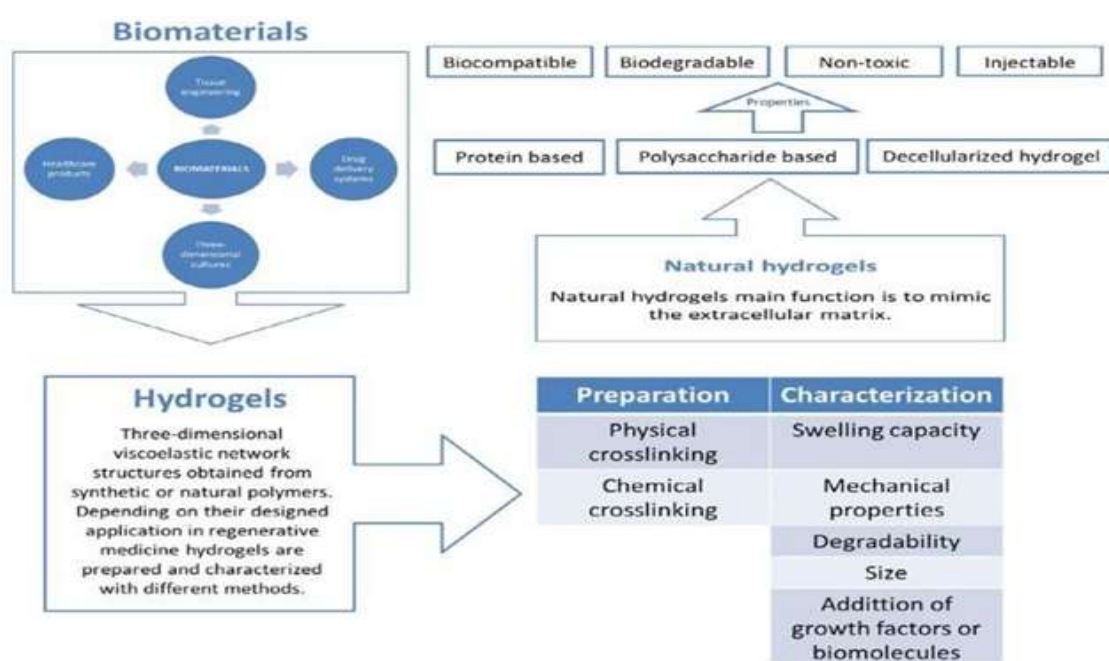 Biomaterials
Tissue
engineering
Healthcare
products
BIOMATERIALS
Drug
delivery
systems
Three-
dimensional
cultures
Hydrogels
Three-dimensional
viscoelastic network
structures obtained from
synthetic or natural polymers.
Depending on their designed
application in regenerative
medicine hydrogels are
prepared and characterized
with different methods.
Biocompatible
Biodegradable
Non-toxic
Injectable
Properties
Protein based
Polysaccharide based
Decellularized hydrogel
Natural hydrogels
Natural hydrogels main function is to mimic
the extracellular matrix.
Preparation
Characterization
Physical
crosslinking
Swelling capacity
Chemical
crosslinking
Mechanical
properties
Degradability
Size
Addittion of
growth factors or
biomolecules